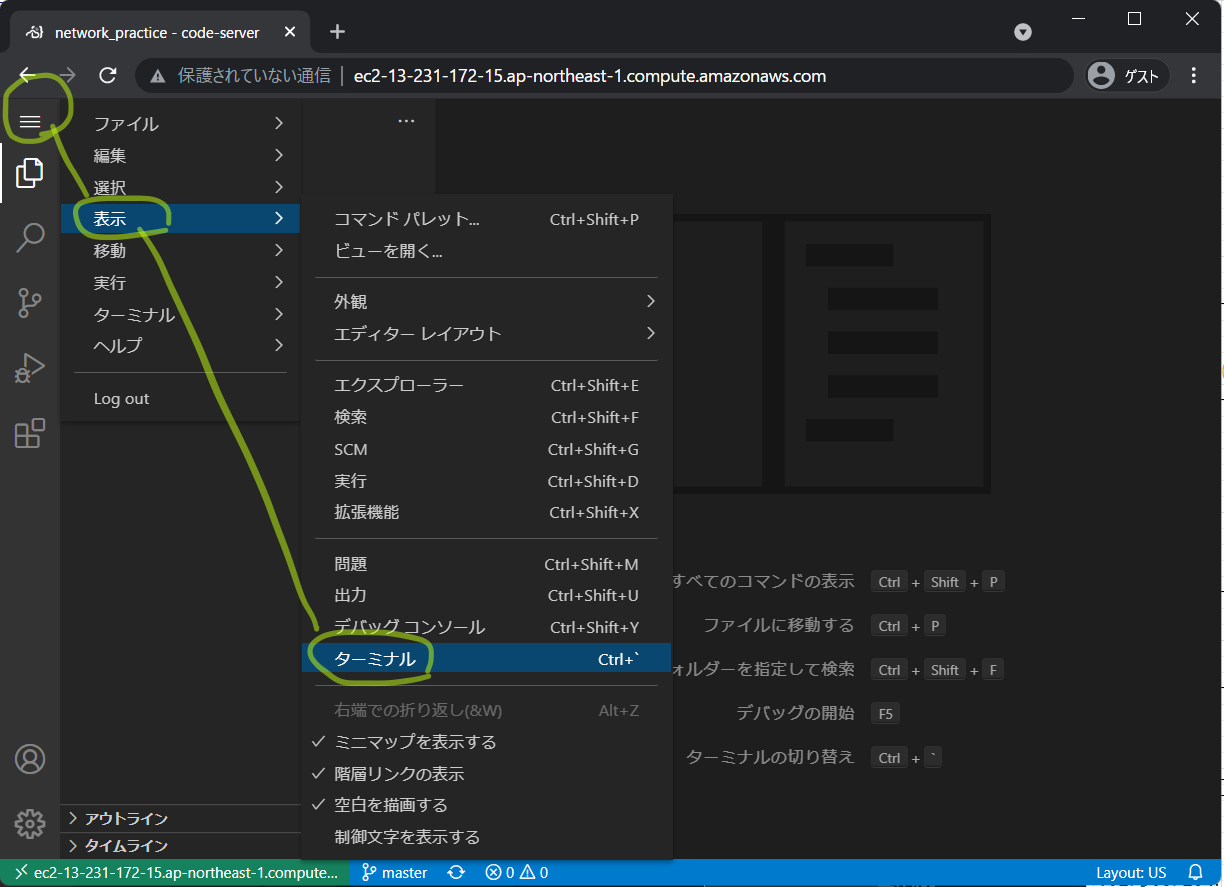 network_practice - code-server
保護されていない通信 ec2-13-231-172-15.ap-northeast-1.compute.amazonaws.com ゲスト
ファイル
編集
選択
表示
移動
実行
ターミナル
ヘルプ
Log out
コマンド パレット... Ctrl+Shift+P
ビューを開く...
外観
エディター レイアウト
エクスプローラー Ctrl+Shift+E
検索 Ctrl+Shift+F
SCM Ctrl+Shift+G
実行 Ctrl+Shift+D
拡張機能 Ctrl+Shift+X
問題 Ctrl+Shift+M
出力 Ctrl+Shift+U
デバッグ コンソール Ctrl+Shift+Y
ターミナル Ctrl+`
右端での折り返し(&W) Alt+Z
ミニマップを表示する
階層リンクの表示
空白を描画する
制御文字を表示する
すべてのコマンドの表示 Ctrl + Shift + P
ファイルに移動する Ctrl + P
ォルダーを指定して検索 Ctrl + Shift + F
デバッグの開始 F5
ターミナルの切り替え Ctrl + `
アウトライン
タイムライン
ec2-13-231-172-15.ap-northeast-1.compute... master 0 0 Layout: US